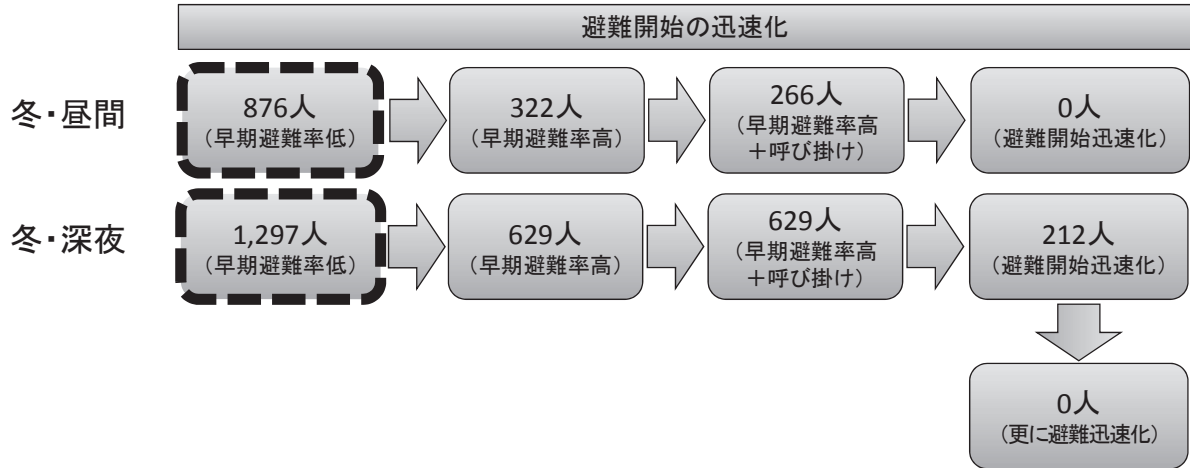 避難開始の迅速化
冬・昼間
876人
（早期避難率低）
322人
（早期避難率高）
266人
（早期避難率高
＋呼び掛け）
0人
（避難開始迅速化）
冬・深夜
1,297人
（早期避難率低）
629人
（早期避難率高）
629人
（早期避難率高
＋呼び掛け）
212人
（避難開始迅速化）
0人
（更に避難迅速化）